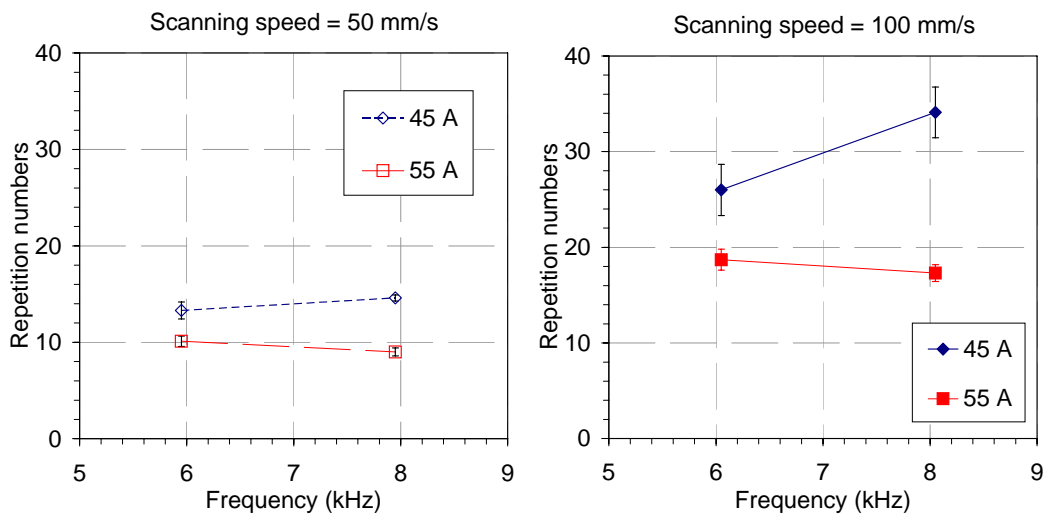 Scanning speed = 50 mm/s
40
30
20
10
0
5 6 7 8 9
Repetition numbers
Frequency (kHz)
45 A
55 A
Scanning speed = 100 mm/s
40
30
20
10
0
5 6 7 8 9
Repetition numbers
Frequency (kHz)
45 A
55 A